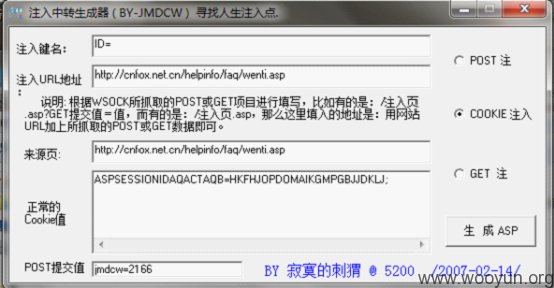 注入中转生成器（BY-JMDCW）寻找人生注入点.
注入键名： ID=
POST 注
注入URL地址 http://cnfox.net.cn/helpinfo/faq/wenti.asp
：
说明: 根据WSOCK所抓取的POST或GET项目进行填写，比如有的是：/注入页
.asp?GET提交值＝值，而有的是：/注入页.asp，那么这里填入的地址是：用网站
URL加上所抓取的POST或GET数据即可。
COOKIE 注入
来源页: http://cnfox.net.cn/helpinfo/faq/wenti.asp
正常的
Cookie值
ASPSESSIONIDAQACTAQB=HKFHJOPDOMAIKGMPGBJJDKLJ;
GET 注
生 成 ASP
POST提交值 jmdcw=2166
BY 寂寞的刺猬 @ 5200 /2007-02-14/
www.wooyun.org